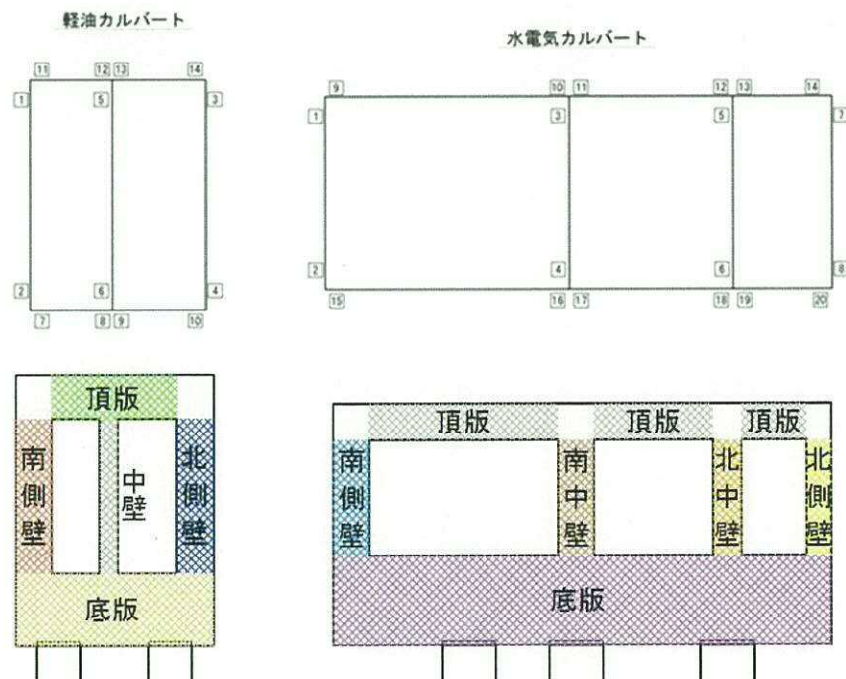 軽油カルバート
11 12 13 14
1 5 3
2 6 4
7 8 9 10
水電気カルバート
9 10 11 12 13 14
1 3 5 7
2 4 6 8
15 16 17 18 19 20
頂版
南側壁
中壁
北側壁
底版
頂版 頂版 頂版
南側壁
南中壁
北中壁
北側壁
底版